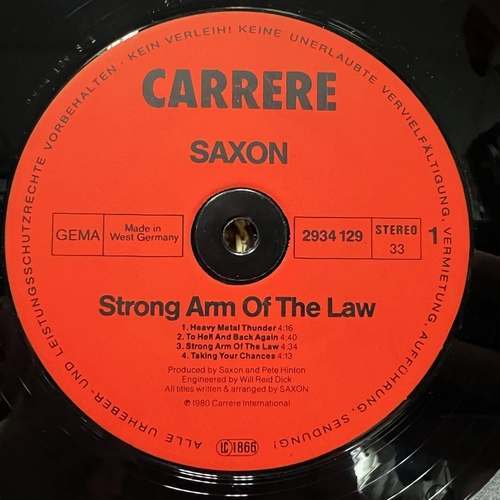 ALLE URHEBER- UND LEISTUNGSSCHUTZRECHTE VORBEHALTEN · KEIN VERLEIH! KEINE UNERLAUBTE VERVIELFÄLTIGUNG, VERMIETUNG, AUFFÜHRUNG, SENDUNG!
CARRERE
SAXON
GEMA
Made in
West Germany
2934 129
STEREO
33
1
Strong Arm Of The Law
1. Heavy Metal Thunder 4:16
2. To Hell And Back Again 4:40
3. Strong Arm Of The Law 4:34
4. Taking Your Chances 4:13
Produced by Saxon and Pete Hinton
Engineered by Will Reid Dick
All titles written & arranged by SAXON
℗ 1980 Carrere International
LC 1866